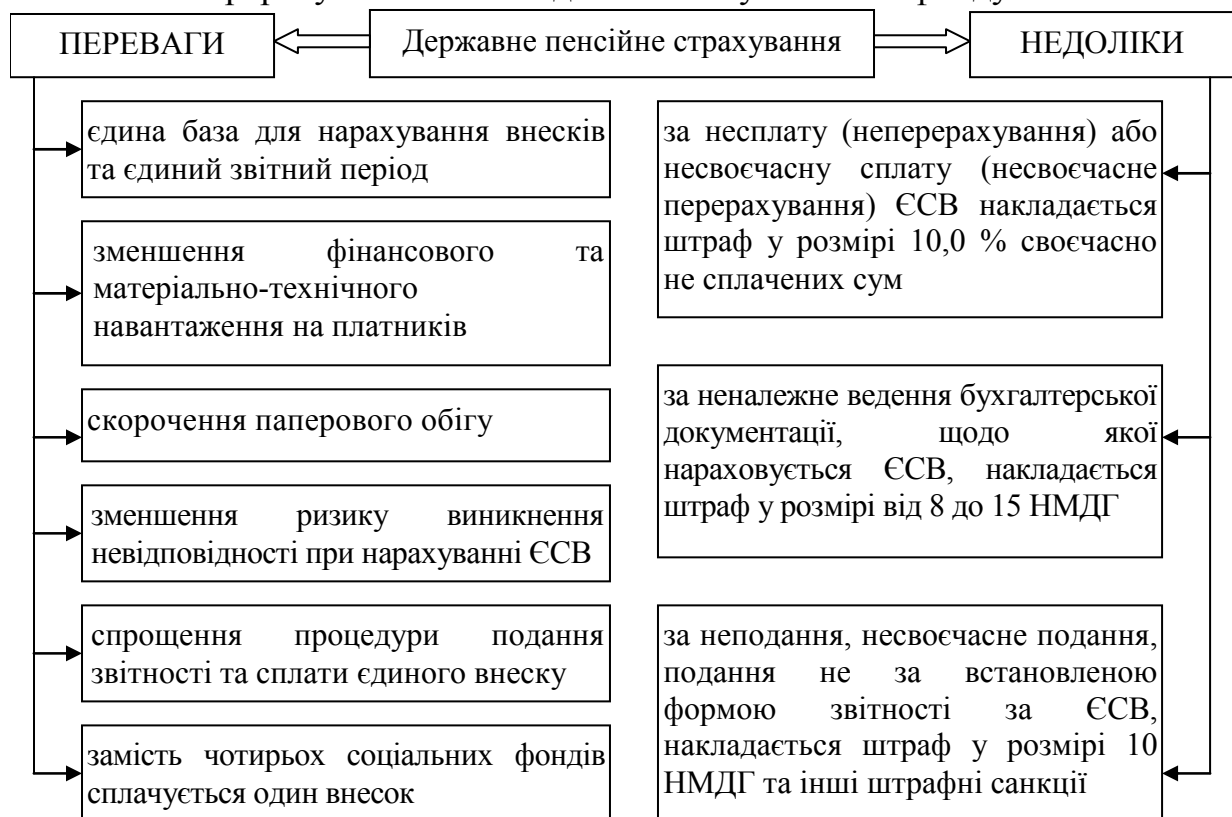 ПЕРЕВАГИ
Державне пенсійне страхування
НЕДОЛІКИ
єдина база для нарахування внесків
та єдиний звітний період
зменшення фінансового та
матеріально-технічного
навантаження на платників
скорочення паперового обігу
зменшення ризику виникнення
невідповідності при нарахуванні ЄСВ
спрощення процедури подання
звітності та сплати єдиного внеску
замість чотирьох соціальних фондів
сплачується один внесок
за несплату (неперерахування) або
несвоєчасну сплату (несвоєчасне
перерахування) ЄСВ накладається
штраф у розмірі 10,0 % своєчасно
не сплачених сум
за неналежне ведення бухгалтерської
документації, щодо якої
нараховується ЄСВ, накладається
штраф у розмірі від 8 до 15 НМДГ
за неподання, несвоєчасне подання,
подання не за встановленою
формою звітності за ЄСВ,
накладається штраф у розмірі 10
НМДГ та інші штрафні санкції